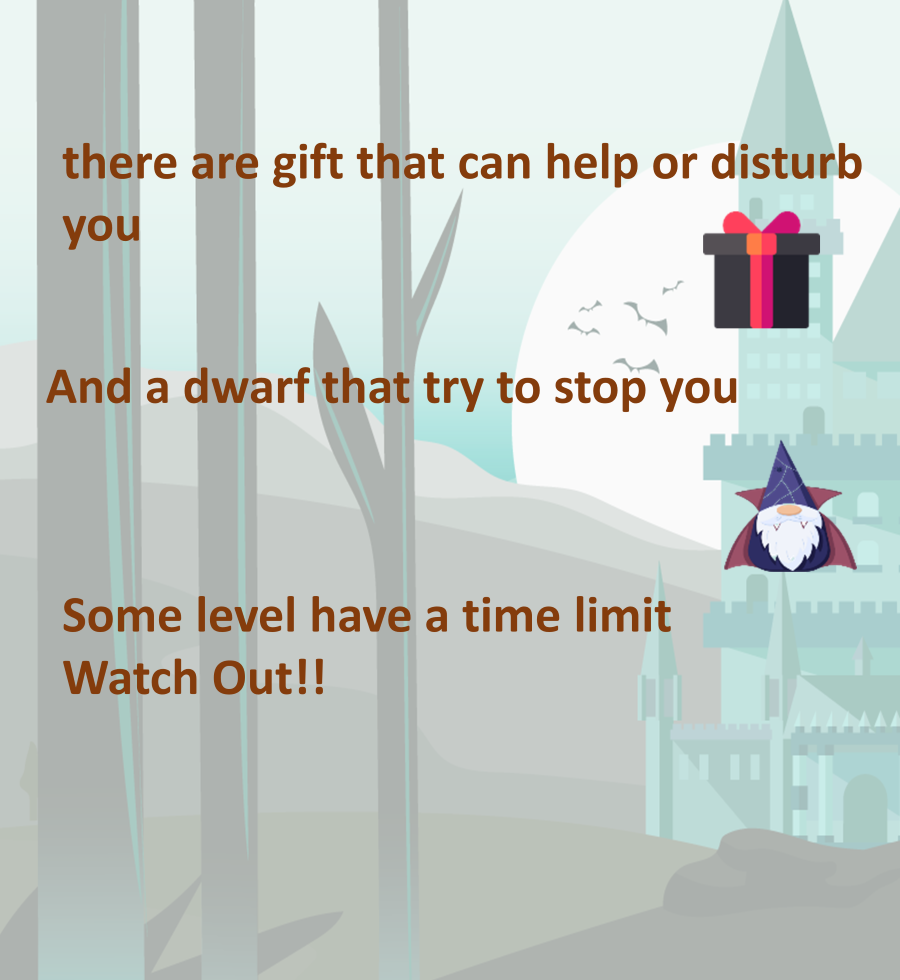 there are gift that can help or disturb
you
And a dwarf that try to stop you
Some level have a time limit
Watch Out!!